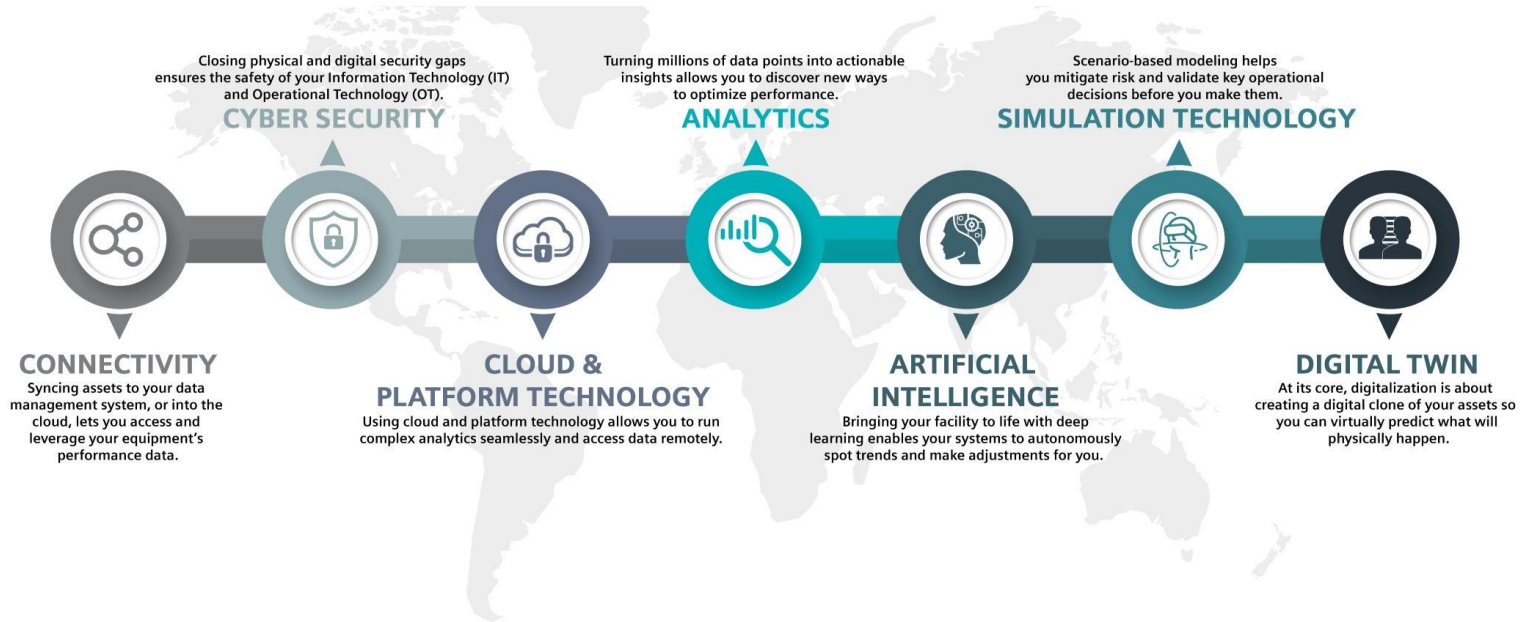 Closing physical and digital security gaps
ensures the safety of your Information Technology (IT)
and Operational Technology (OT).
CYBER SECURITY
Turning millions of data points into actionable
insights allows you to discover new ways
to optimize performance.
ANALYTICS
Scenario-based modeling helps
you mitigate risk and validate key operational
decisions before you make them.
SIMULATION TECHNOLOGY
CONNECTIVITY
Syncing assets to your data
management system, or into the
cloud, lets you access and
leverage your equipment's
performance data.
CLOUD &
PLATFORM TECHNOLOGY
Using cloud and platform technology allows you to run
complex analytics seamlessly and access data remotely.
ARTIFICIAL
INTELLIGENCE
Bringing your facility to life with deep
learning enables your systems to autonomously
spot trends and make adjustments for you.
DIGITAL TWIN
At its core, digitalization is about
creating a digital clone of your assets so
you can virtually predict what will
physically happen.